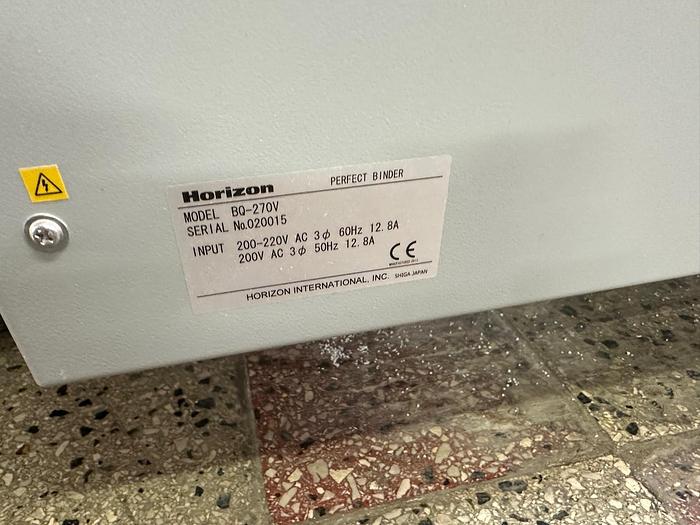 Horizon PERFECT BINDER
MODEL BQ-270V
SERIAL No.020015
INPUT 200-220V AC 3φ 60Hz 12.8A
200V AC 3φ 50Hz 12.8A
CE
HORIZON INTERNATIONAL, INC. SHIGA JAPAN